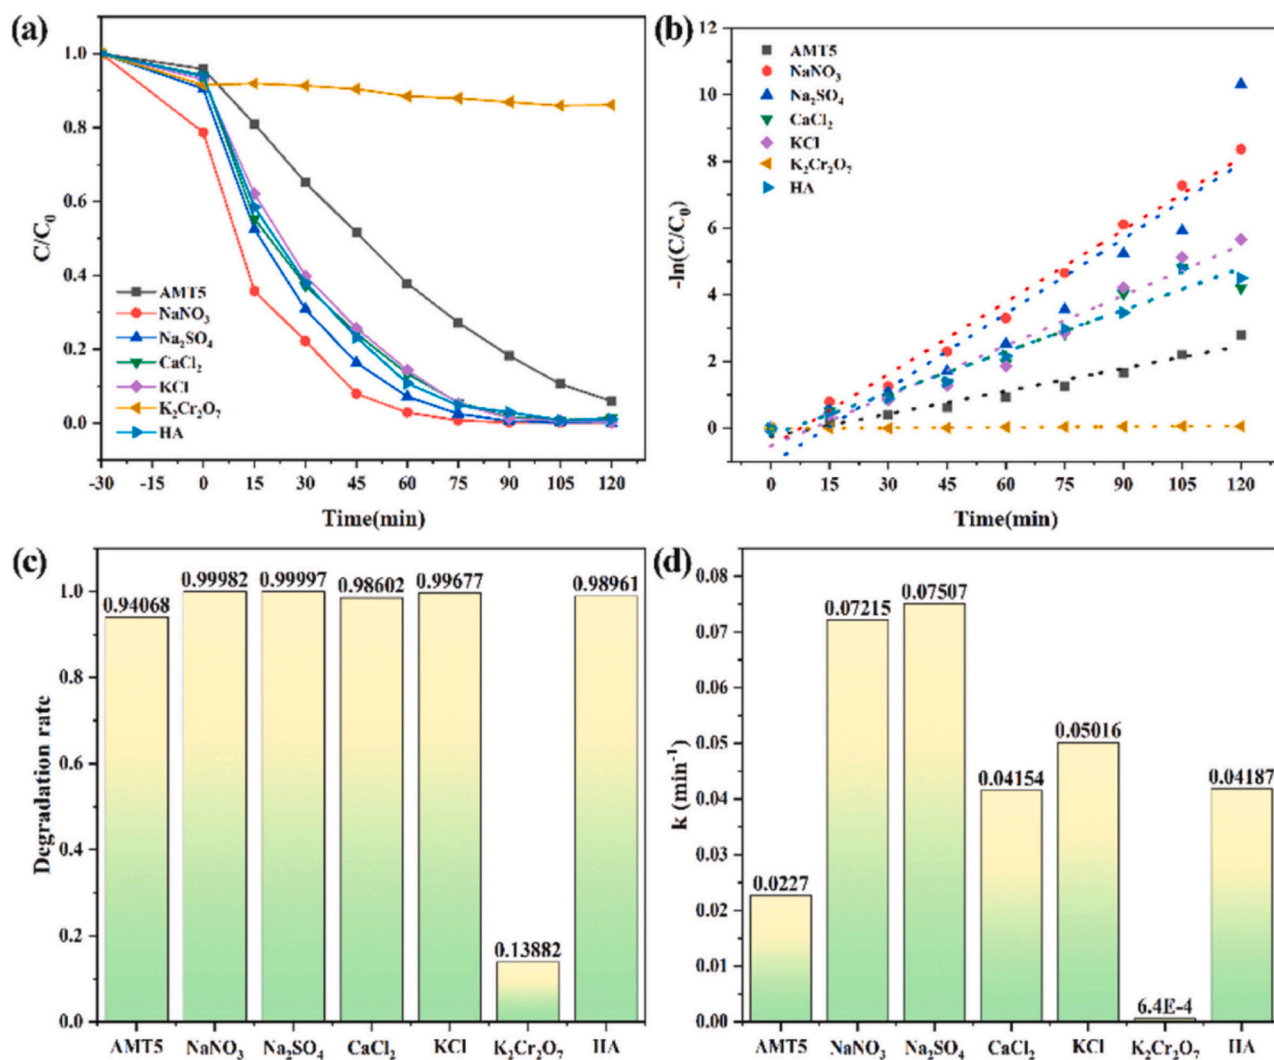 (a)
C/C₀
1.0
0.8
0.6
0.4
0.2
0.0
AMT5
NaNO₃
Na₂SO₄
CaCl₂
KCl
K₂Cr₂O₇
HA
-30 -15 0 15 30 45 60 75 90 105 120
Time(min)
(b)
-ln(C/C₀)
12
10
8
6
4
2
0
AMT5
NaNO₃
Na₂SO₄
CaCl₂
KCl
K₂Cr₂O₇
HA
0 15 30 45 60 75 90 105 120
Time(min)
(c)
Degradation rate
1.0
0.8
0.6
0.4
0.2
0.0
0.94068 0.99982 0.99997 0.98602 0.99677 0.13882 0.98961
AMT5 NaNO₃ Na₂SO₄ CaCl₂ KCl K₂Cr₂O₇ HA
(d)
k (min⁻¹)
0.08
0.07
0.06
0.05
0.04
0.03
0.02
0.01
0.00
0.0227 0.07215 0.07507 0.04154 0.05016 6.4E-4 0.04187
AMT5 NaNO₃ Na₂SO₄ CaCl₂ KCl K₂Cr₂O₇ HA